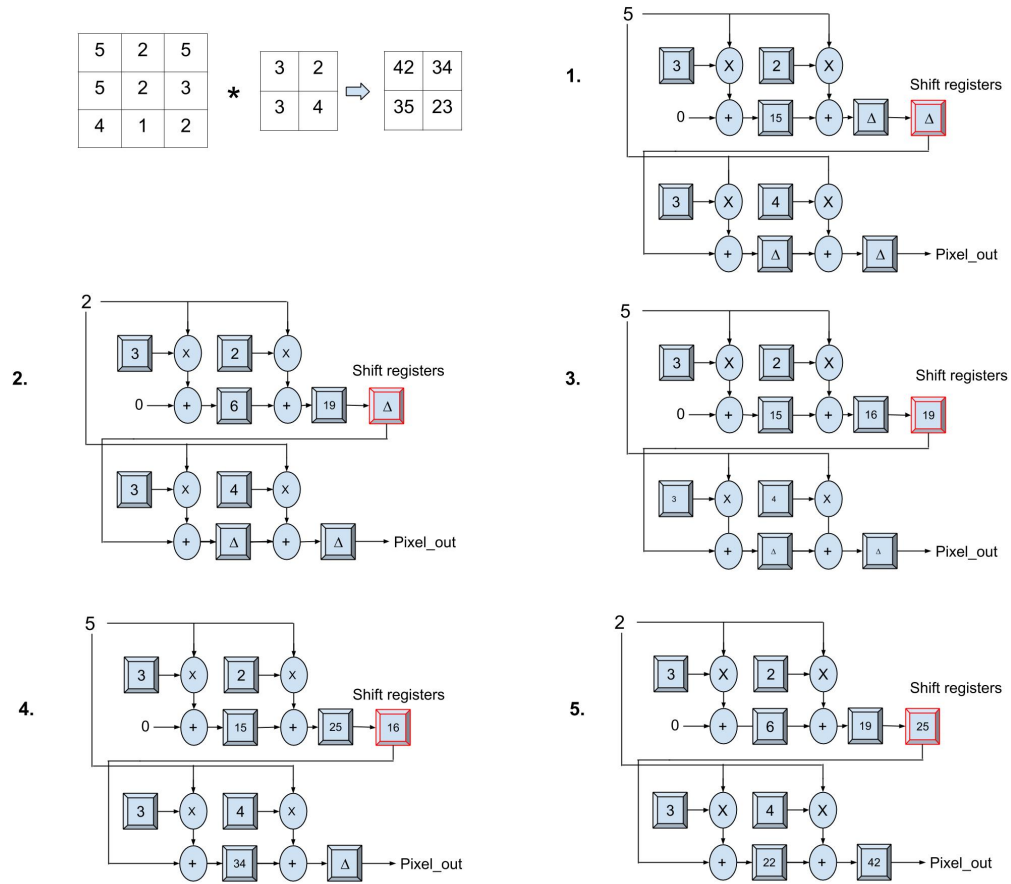 5 2 5
5 2 3
4 1 2
*
3 2
3 4
42 34
35 23
1.
5
3 X 2 X
Shift registers
0 + 15 + Δ Δ
3 X 4 X
+ Δ + Δ Pixel_out
2.
2
3 X 2 X
Shift registers
0 + 6 + 19 Δ
3 X 4 X
+ Δ + Δ Pixel_out
3.
5
3 X 2 X
Shift registers
0 + 15 + 16 19
3 X 4 X
+ Δ + Δ Pixel_out
4.
5
3 X 2 X
Shift registers
0 + 15 + 25 16
3 X 4 X
+ 34 + Δ Pixel_out
5.
2
3 X 2 X
Shift registers
0 + 6 + 19 25
3 X 4 X
+ 22 + 42 Pixel_out